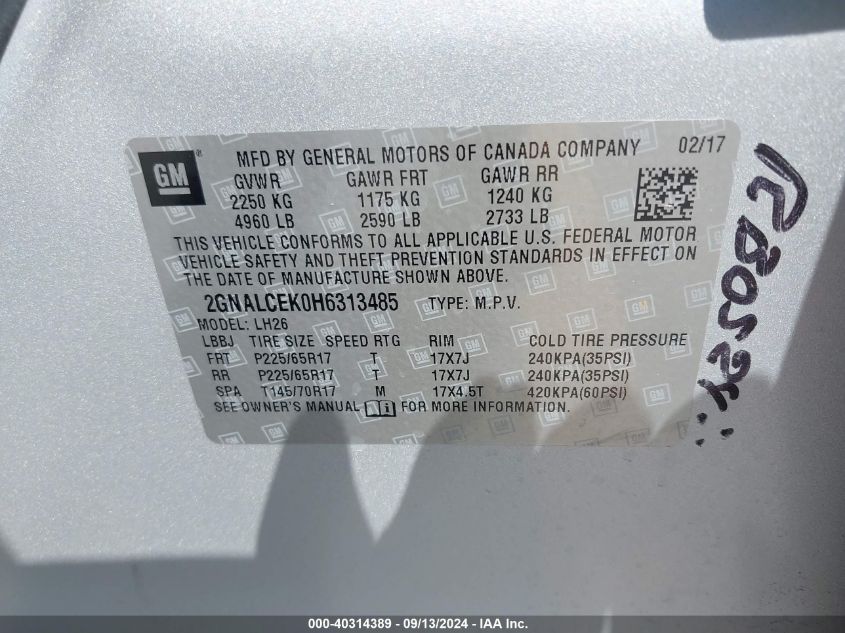 GM ® MFD BY GENERAL MOTORS OF CANADA COMPANY 02/17
GVWR GAWR FRT GAWR RR
2250 KG 1175 KG 1240 KG
4960 LB 2590 LB 2733 LB
THIS VEHICLE CONFORMS TO ALL APPLICABLE U.S. FEDERAL MOTOR
VEHICLE SAFETY AND THEFT PREVENTION STANDARDS IN EFFECT ON
THE DATE OF MANUFACTURE SHOWN ABOVE.
2GNALCEK0H6313485 TYPE: M.P.V.
MODEL: LH26
LBBJ TIRE SIZE SPEED RTG RIM COLD TIRE PRESSURE
FRT P225/65R17 T 17X7J 240KPA(35PSI)
RR P225/65R17 T 17X7J 240KPA(35PSI)
SPA T145/70R17 M 17X4.5T 420KPA(60PSI)
SEE OWNER'S MANUAL FOR MORE INFORMATION.
000-40314389 - 09/13/2024 - IAA Inc.